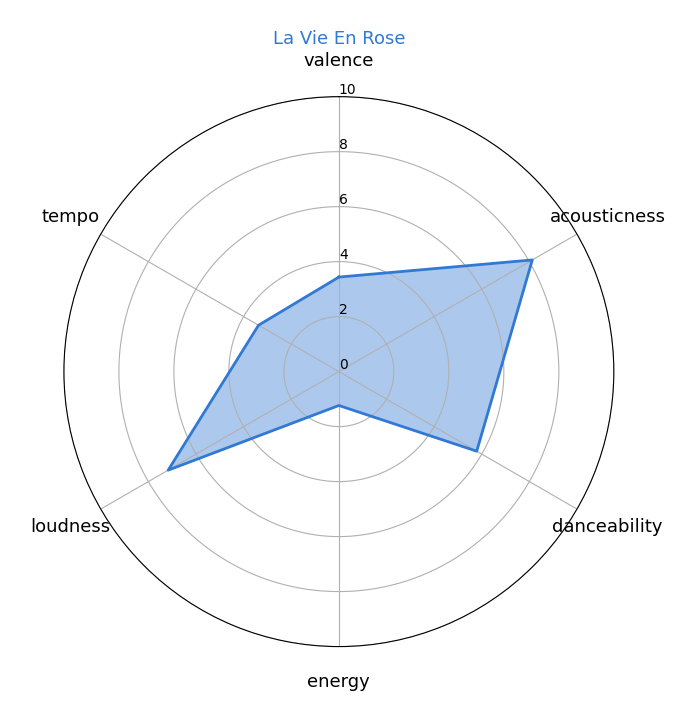 La Vie En Rose
valence
10
8
6
4
2
0
tempo
acousticness
loudness
danceability
energy